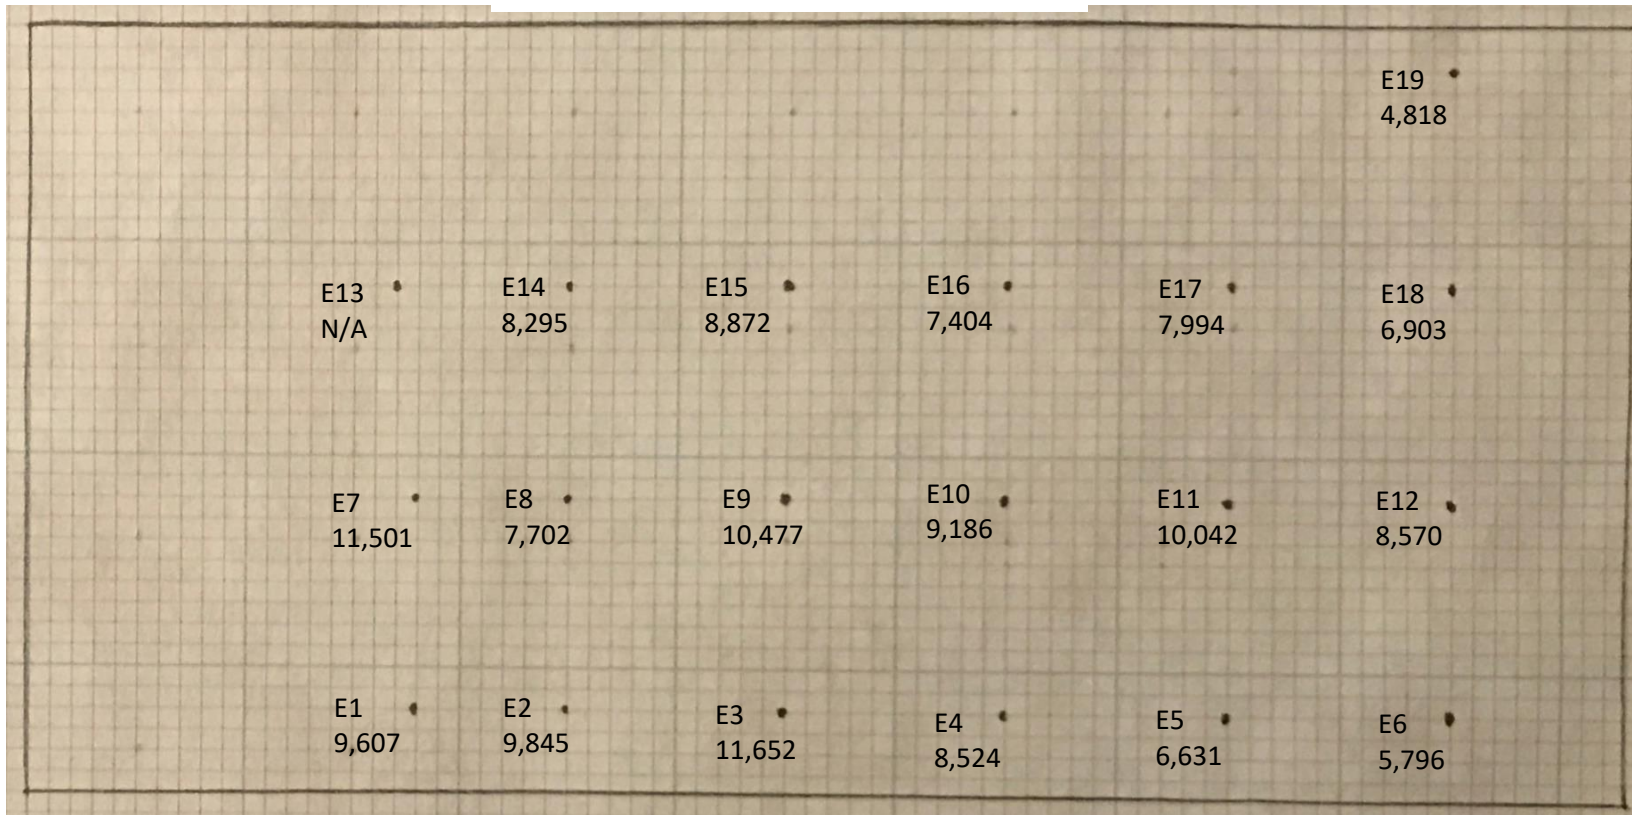 E19
4,818
E13
N/A
E14
8,295
E15
8,872
E16
7,404
E17
7,994
E18
6,903
E7
11,501
E8
7,702
E9
10,477
E10
9,186
E11
10,042
E12
8,570
E1
9,607
E2
9,845
E3
11,652
E4
8,524
E5
6,631
E6
5,796